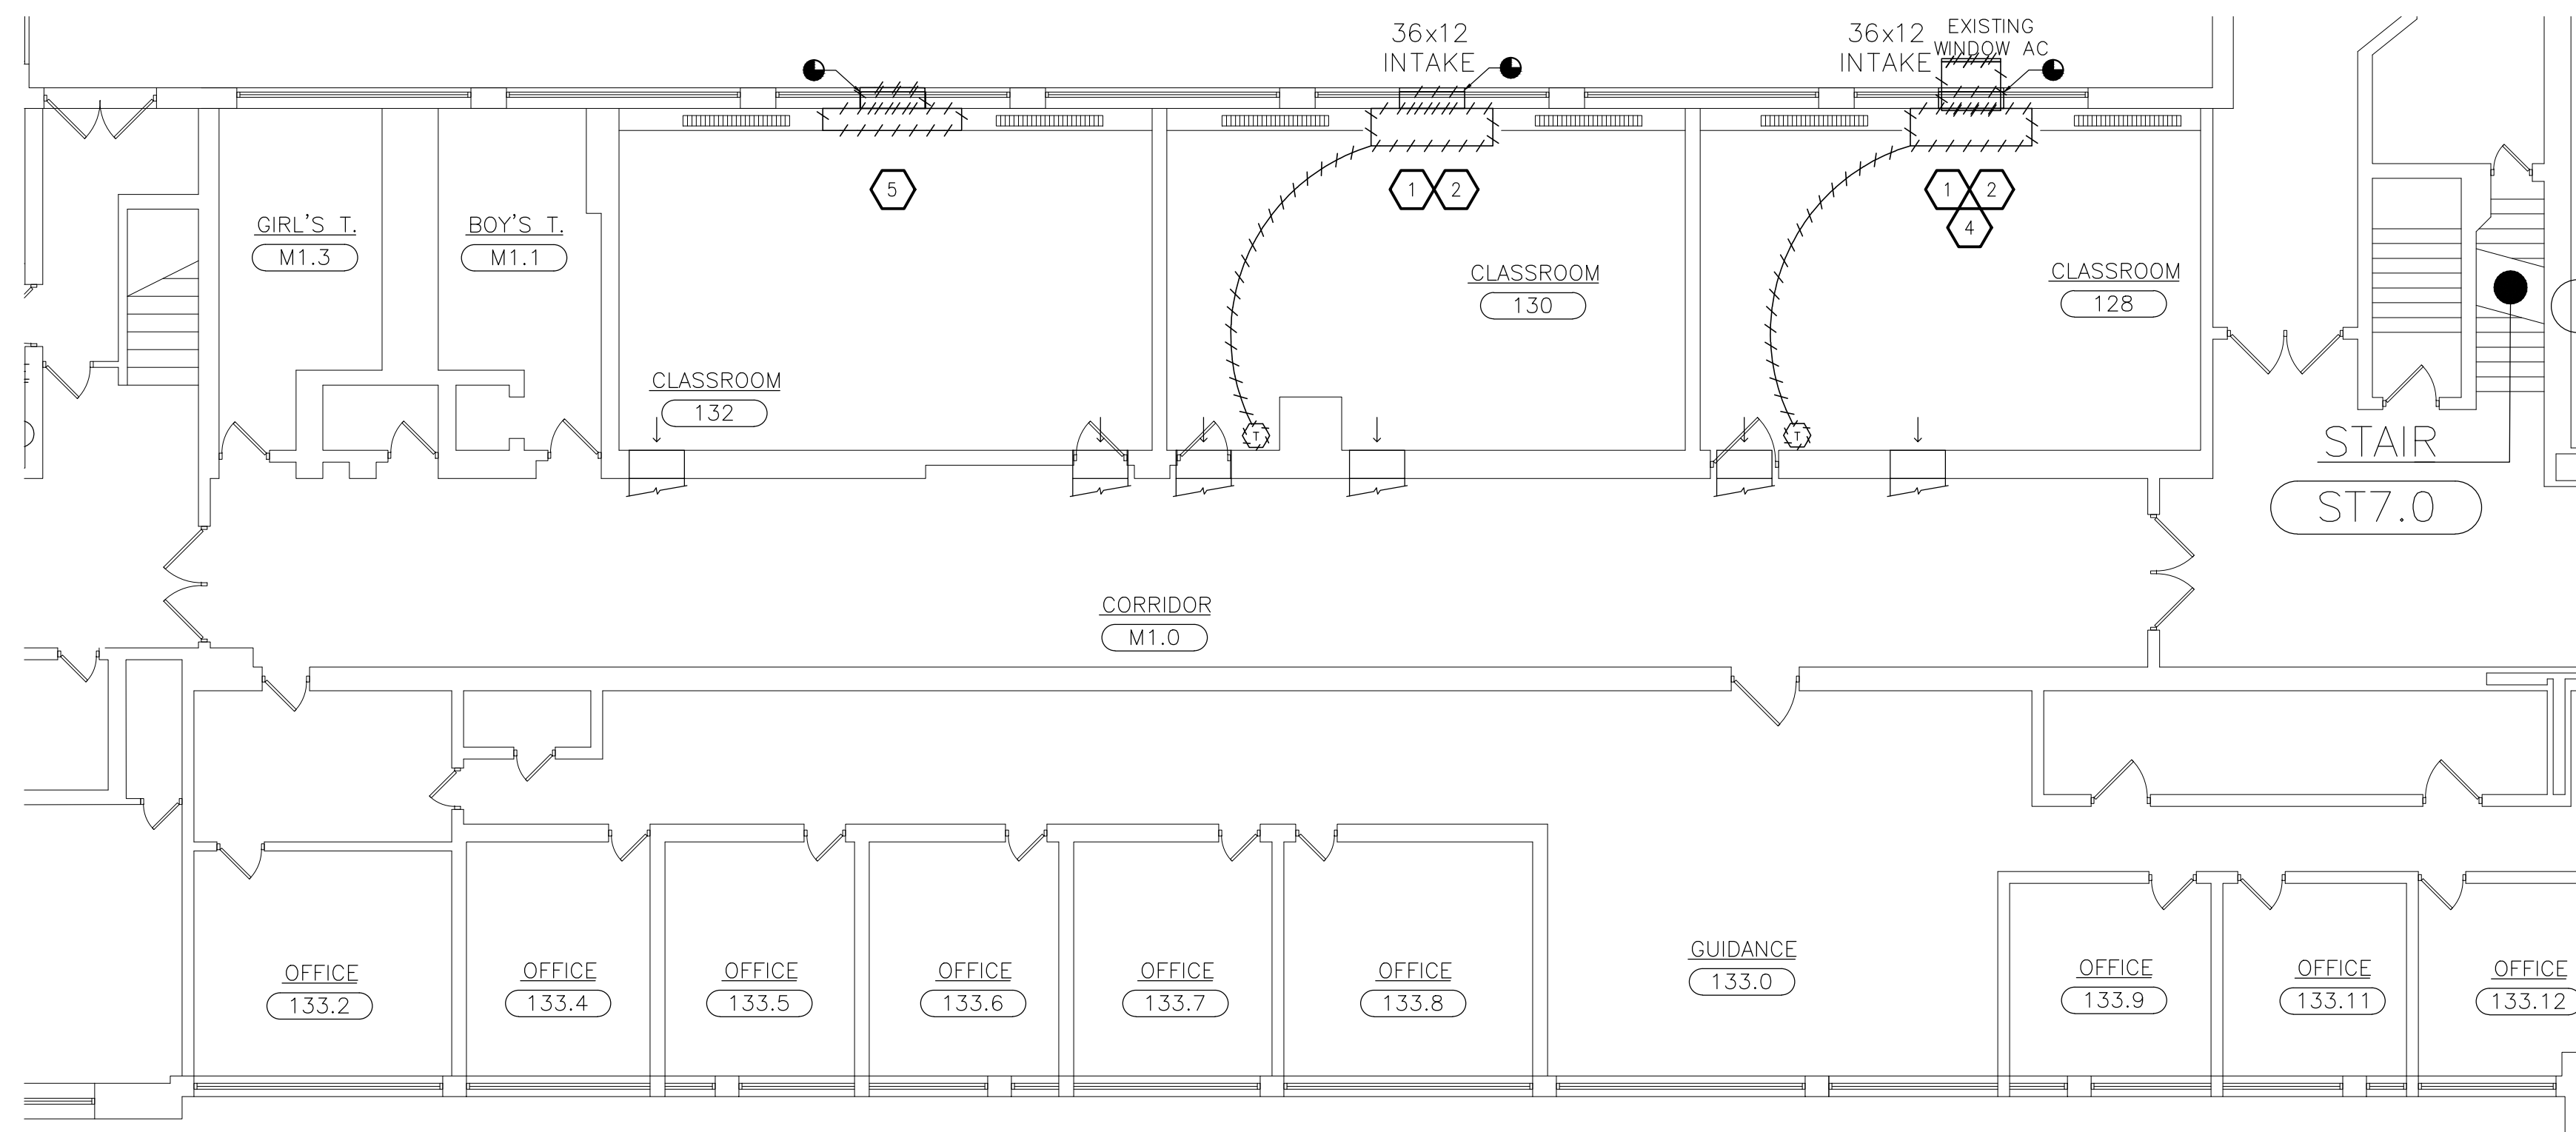 36x12
INTAKE
36x12
INTAKE
EXISTING
WINDOW AC
5
1
2
1
2
4
GIRL'S T.
M1.3
BOY'S T.
M1.1
CLASSROOM
130
CLASSROOM
128
CLASSROOM
132
T
T
STAIR
ST7.0
CORRIDOR
M1.0
GUIDANCE
133.0
OFFICE
133.2
OFFICE
133.4
OFFICE
133.5
OFFICE
133.6
OFFICE
133.7
OFFICE
133.8
OFFICE
133.9
OFFICE
133.11
OFFICE
133.12